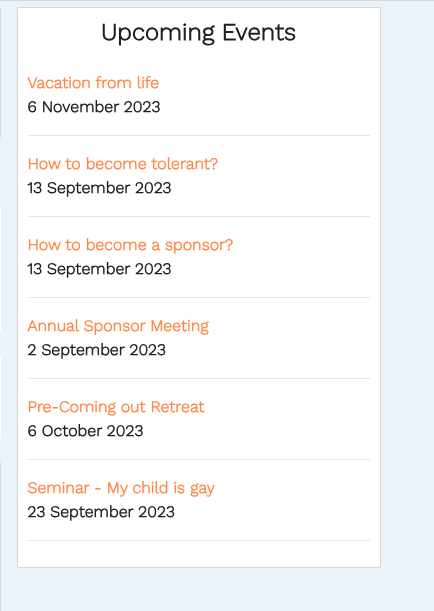 Upcoming Events
Vacation from life
6 November 2023
How to become tolerant?
13 September 2023
How to become a sponsor?
13 September 2023
Annual Sponsor Meeting
2 September 2023
Pre-Coming out Retreat
6 October 2023
Seminar - My child is gay
23 September 2023